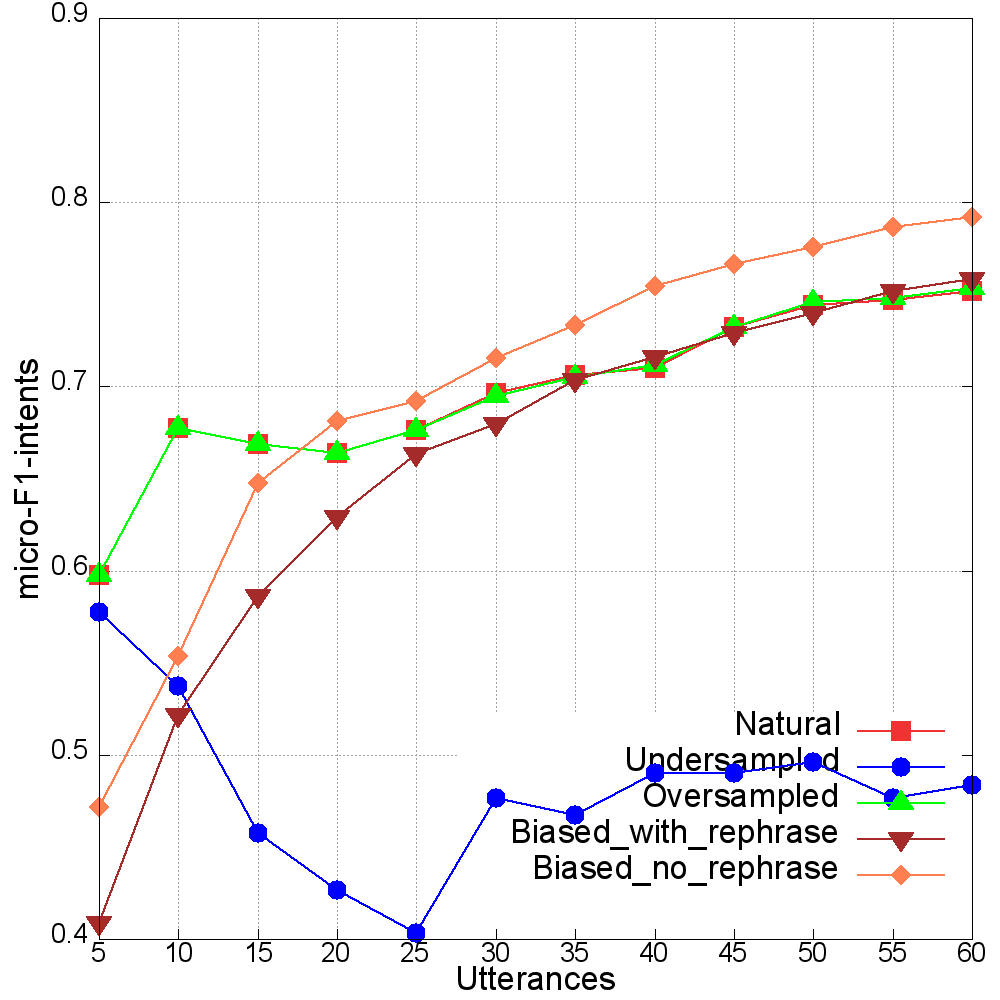 0.9
0.8
0.7
0.6
0.5
0.4
micro-F1-intents
Natural
Undersampled
Oversampled
Biased_with_rephrase
Biased_no_rephrase
5 10 15 20 25 30 35 40 45 50 55 60
Utterances